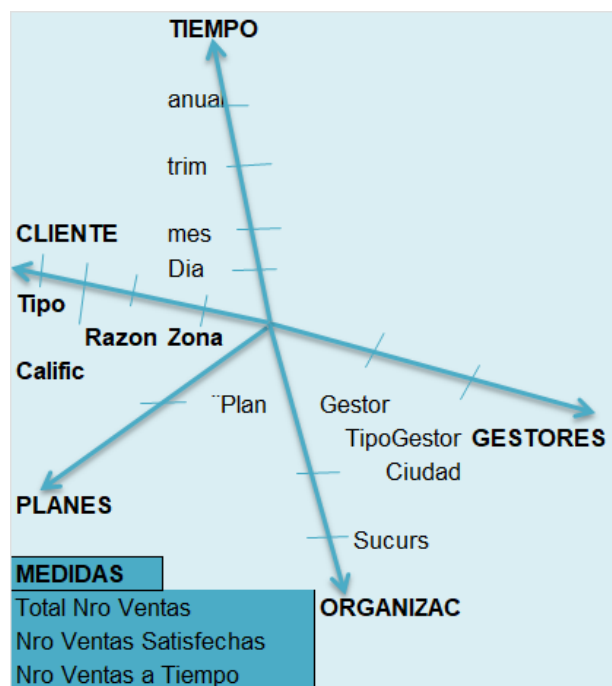 TIEMPO
anual
trim
CLIENTE
mes
Dia
Tipo
Razon Zona
Calific
¨Plan
Gestor
TipoGestor GESTORES
Ciudad
PLANES
Sucurs
MEDIDAS
Total Nro Ventas
ORGANIZAC
Nro Ventas Satisfechas
Nro Ventas a Tiempo